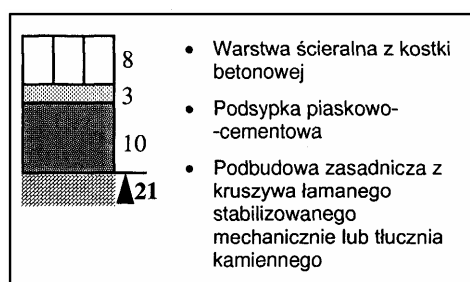 8
3
10
21
• Warstwa ścieralna z kostki
betonowej
• Podsypka piaskowo-
-cementowa
• Podbudowa zasadnicza z
kruszywa łamanego
stabilizowanego
mechanicznie lub tłucznia
kamiennego